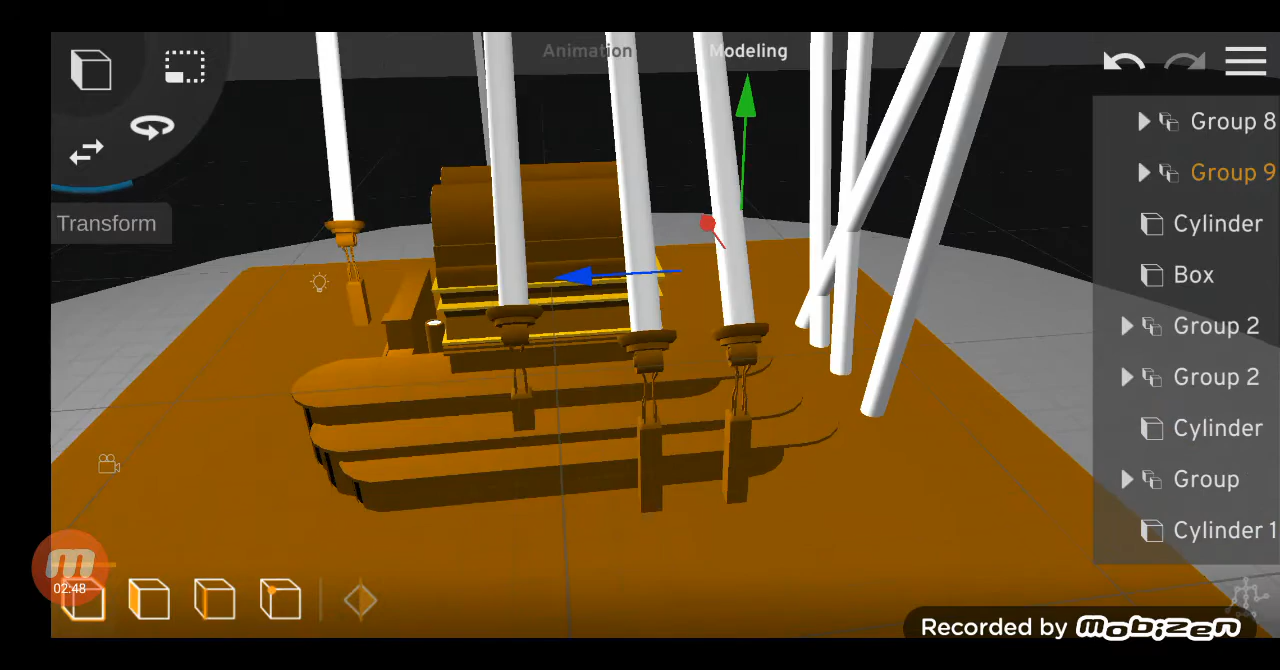 Animation
Modeling
Transform
Group 8
Group 9
Cylinder
Box
Group 2
Group 2
Cylinder
Group
Cylinder 1
02:48
Recorded by Mobizen